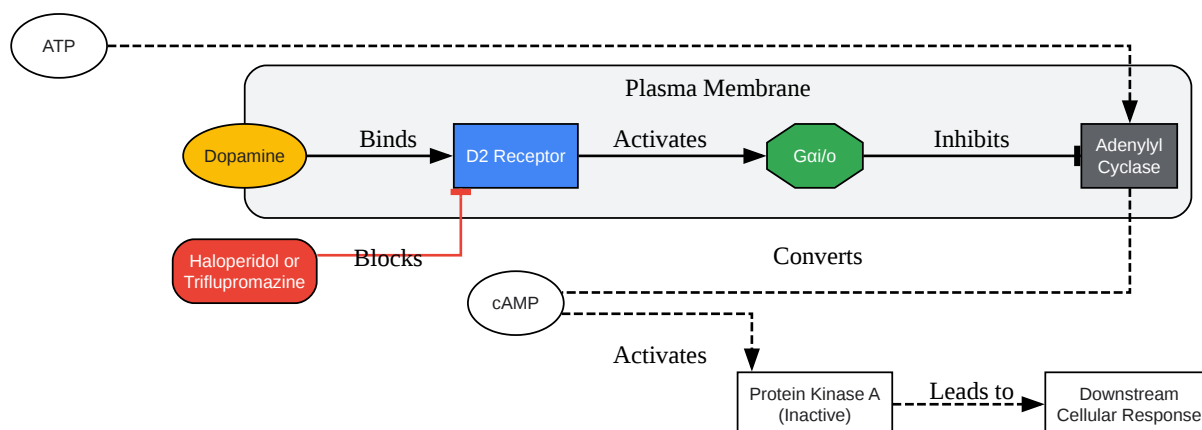 ATP
Plasma Membrane
Dopamine
Binds
D2 Receptor
Activates
Gαi/o
Inhibits
Adenylyl
Cyclase
Haloperidol or
Triflupromazine
Blocks
Converts
cAMP
Activates
Protein Kinase A
(Inactive)
Leads to
Downstream
Cellular Response